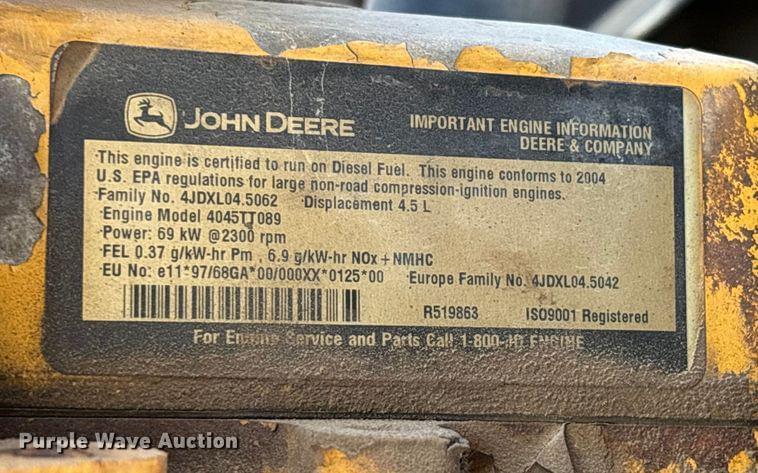 JOHN DEERE
IMPORTANT ENGINE INFORMATION
DEERE & COMPANY
This engine is certified to run on Diesel Fuel. This engine conforms to 2004
U.S. EPA regulations for large non-road compression-ignition engines.
Family No. 4JDXL04.5062 Displacement 4.5 L
Engine Model 4045TT089
Power: 69 kW @2300 rpm
FEL 0.37 g/kW-hr Pm , 6.9 g/kW-hr NOx + NMHC
EU No: e11*97/68GA*00/000XX*0125*00 Europe Family No. 4JDXL04.5042
R519863 ISO9001 Registered
For Engine Service and Parts Call 1-800-JD ENGINE
Purple Wave Auction